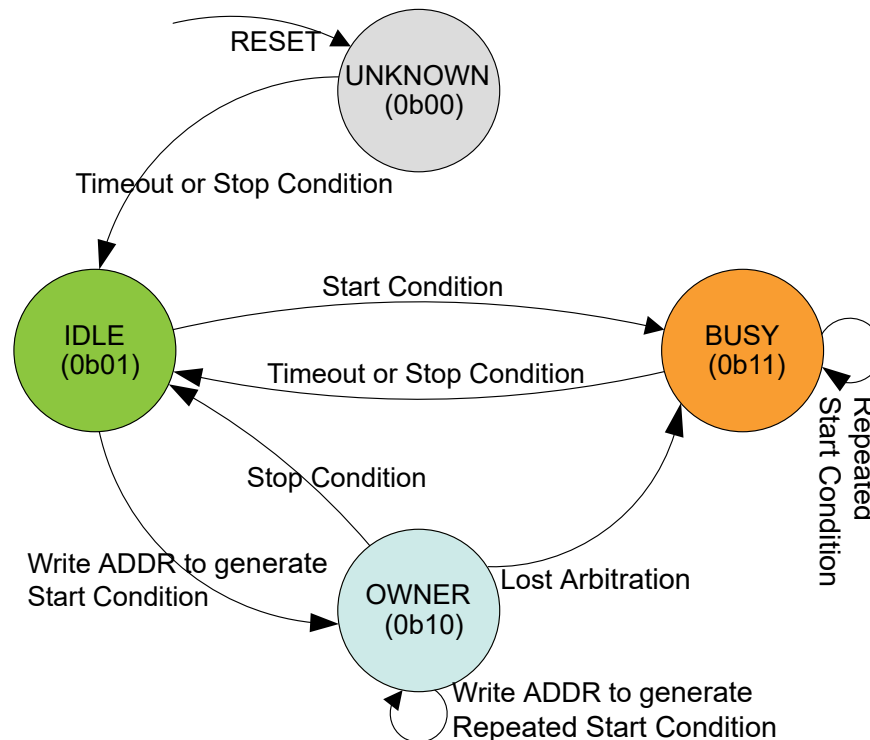 RESET
UNKNOWN
(0b00)
Timeout or Stop Condition
Start Condition
IDLE
(0b01)
BUSY
(0b11)
Timeout or Stop Condition
Repeated
Start Condition
Stop Condition
Write ADDR to generate
Start Condition
Lost Arbitration
OWNER
(0b10)
Write ADDR to generate
Repeated Start Condition